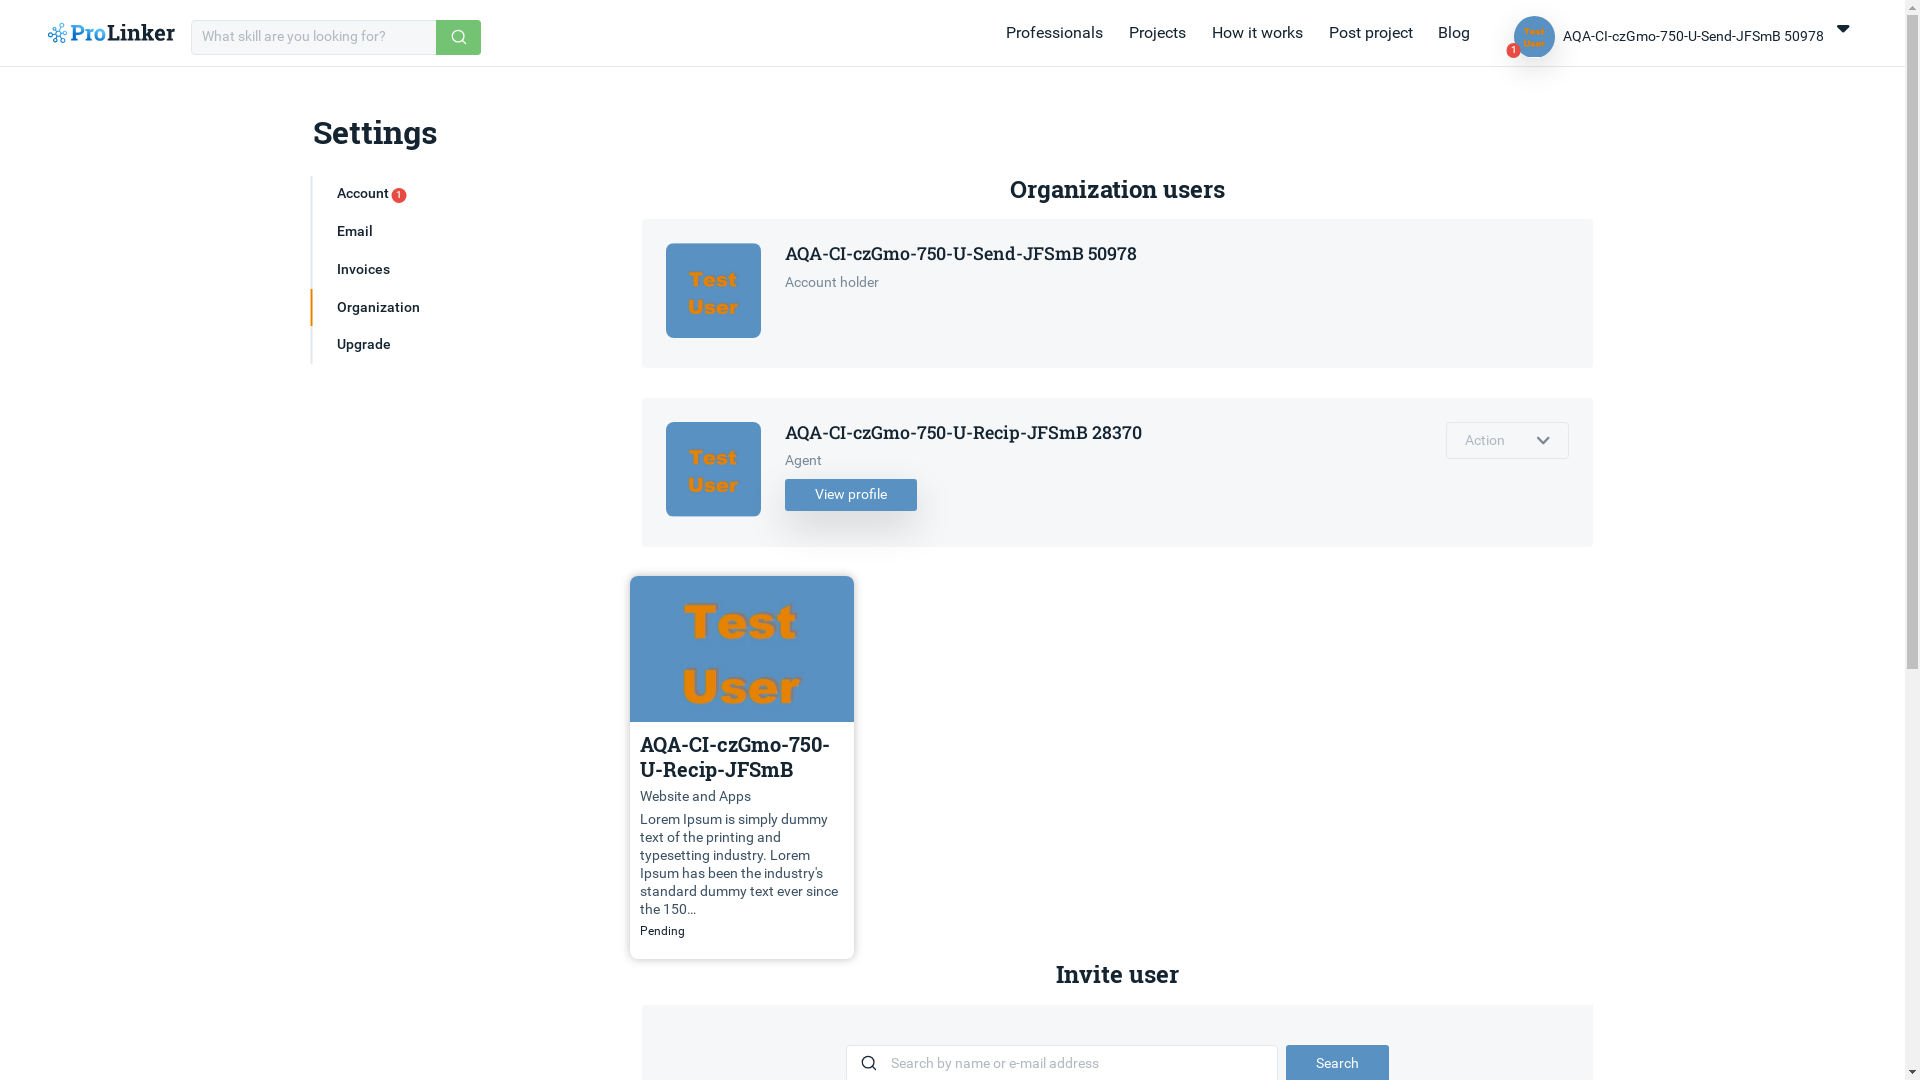 ProLinker
What skill are you looking for?
Professionals
Projects
How it works
Post project
Blog
Test
User
1
AQA-CI-czGmo-750-U-Send-JFSmB 50978
Settings
Account 1
Email
Invoices
Organization
Upgrade
Organization users
Test
User
AQA-CI-czGmo-750-U-Send-JFSmB 50978
Account holder
Test
User
AQA-CI-czGmo-750-U-Recip-JFSmB 28370
Agent
View profile
Action
Test
User
AQA-CI-czGmo-750-
U-Recip-JFSmB
Website and Apps
Lorem Ipsum is simply dummy
text of the printing and
typesetting industry. Lorem
Ipsum has been the industry's
standard dummy text ever since
the 150...
Pending
Invite user
Search by name or e-mail address
Search